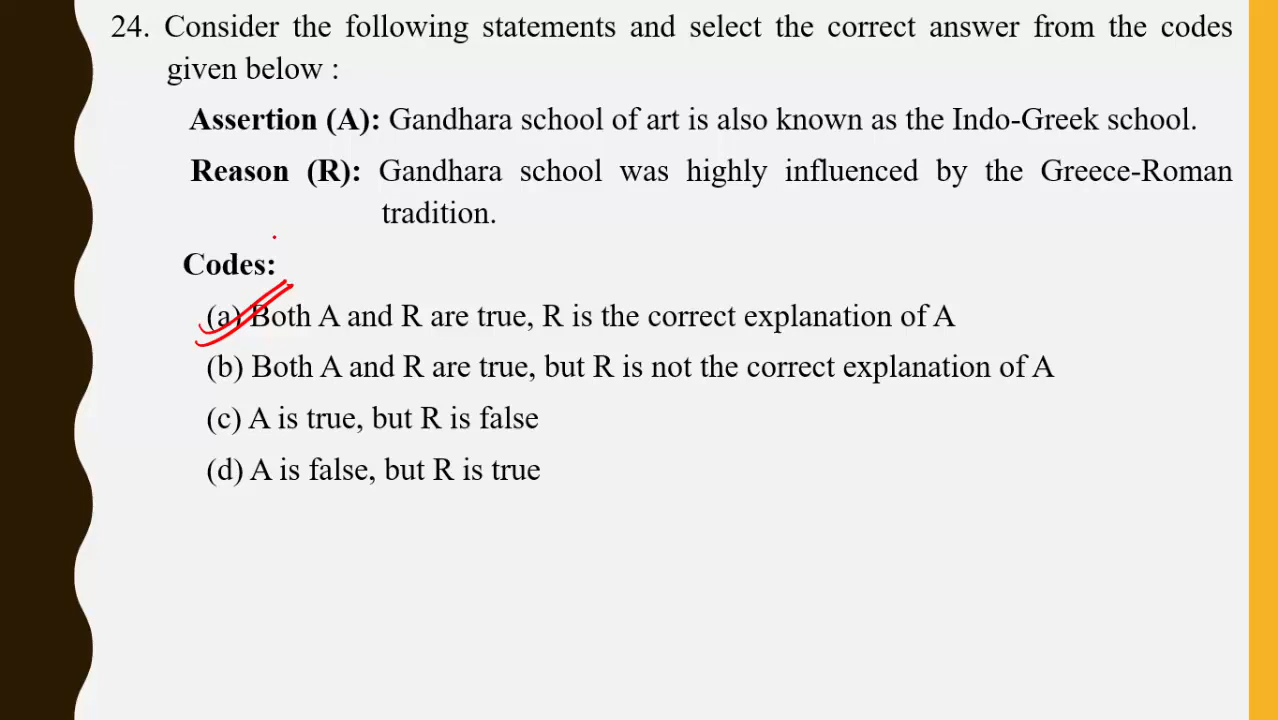 24. Consider the following statements and select the correct answer from the codes
given below :
Assertion (A): Gandhara school of art is also known as the Indo-Greek school.
Reason (R): Gandhara school was highly influenced by the Greece-Roman
tradition.
Codes:
(a) Both A and R are true, R is the correct explanation of A
(b) Both A and R are true, but R is not the correct explanation of A
(c) A is true, but R is false
(d) A is false, but R is true